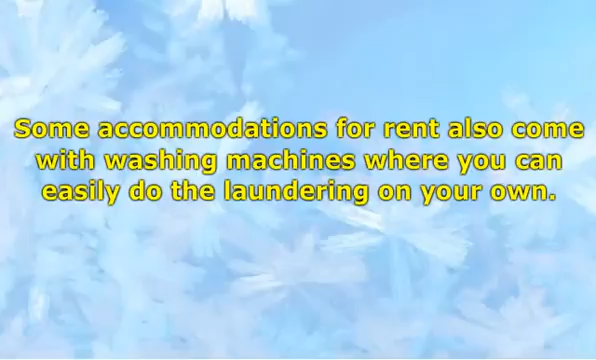 Some accommodations for rent also come
with washing machines where you can
easily do the laundering on your own.